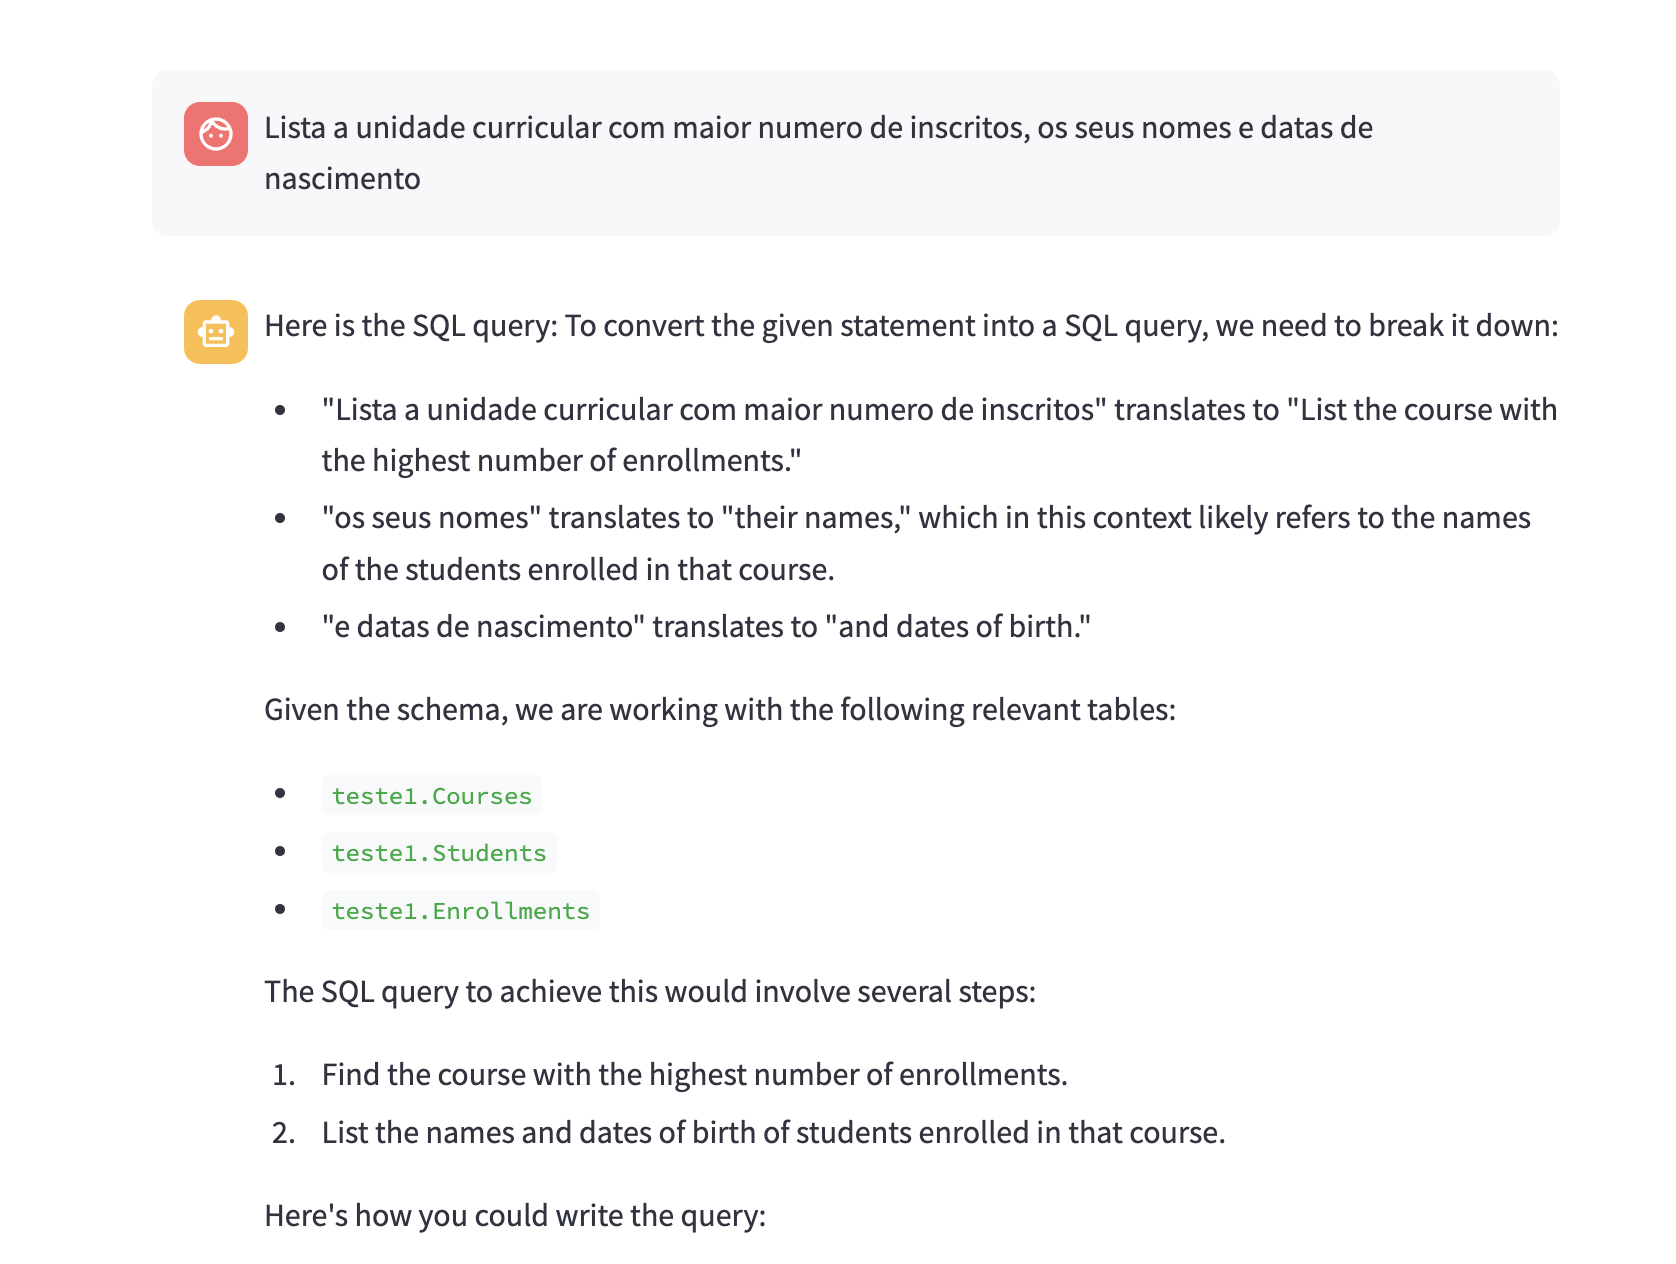 Lista a unidade curricular com maior numero de inscritos, os seus nomes e datas de
nascimento
Here is the SQL query: To convert the given statement into a SQL query, we need to break it down:
• "Lista a unidade curricular com maior numero de inscritos" translates to "List the course with
the highest number of enrollments."
• "os seus nomes" translates to "their names," which in this context likely refers to the names
of the students enrolled in that course.
• "e datas de nascimento" translates to "and dates of birth."
Given the schema, we are working with the following relevant tables:
• teste1.Courses
• teste1.Students
• teste1.Enrollments
The SQL query to achieve this would involve several steps:
1. Find the course with the highest number of enrollments.
2. List the names and dates of birth of students enrolled in that course.
Here's how you could write the query: